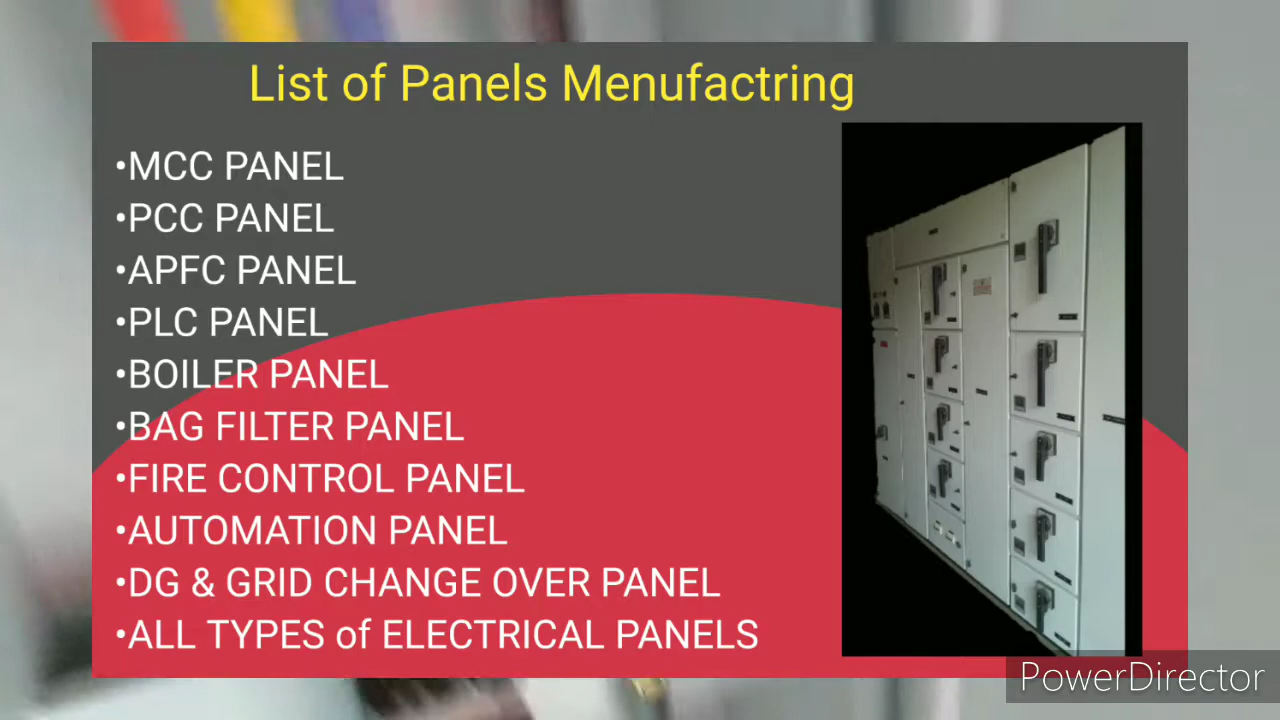 List of Panels Menufactring
•MCC PANEL
•PCC PANEL
•APFC PANEL
•PLC PANEL
•BOILER PANEL
•BAG FILTER PANEL
•FIRE CONTROL PANEL
•AUTOMATION PANEL
•DG & GRID CHANGE OVER PANEL
•ALL TYPES of ELECTRICAL PANELS
PowerDirector